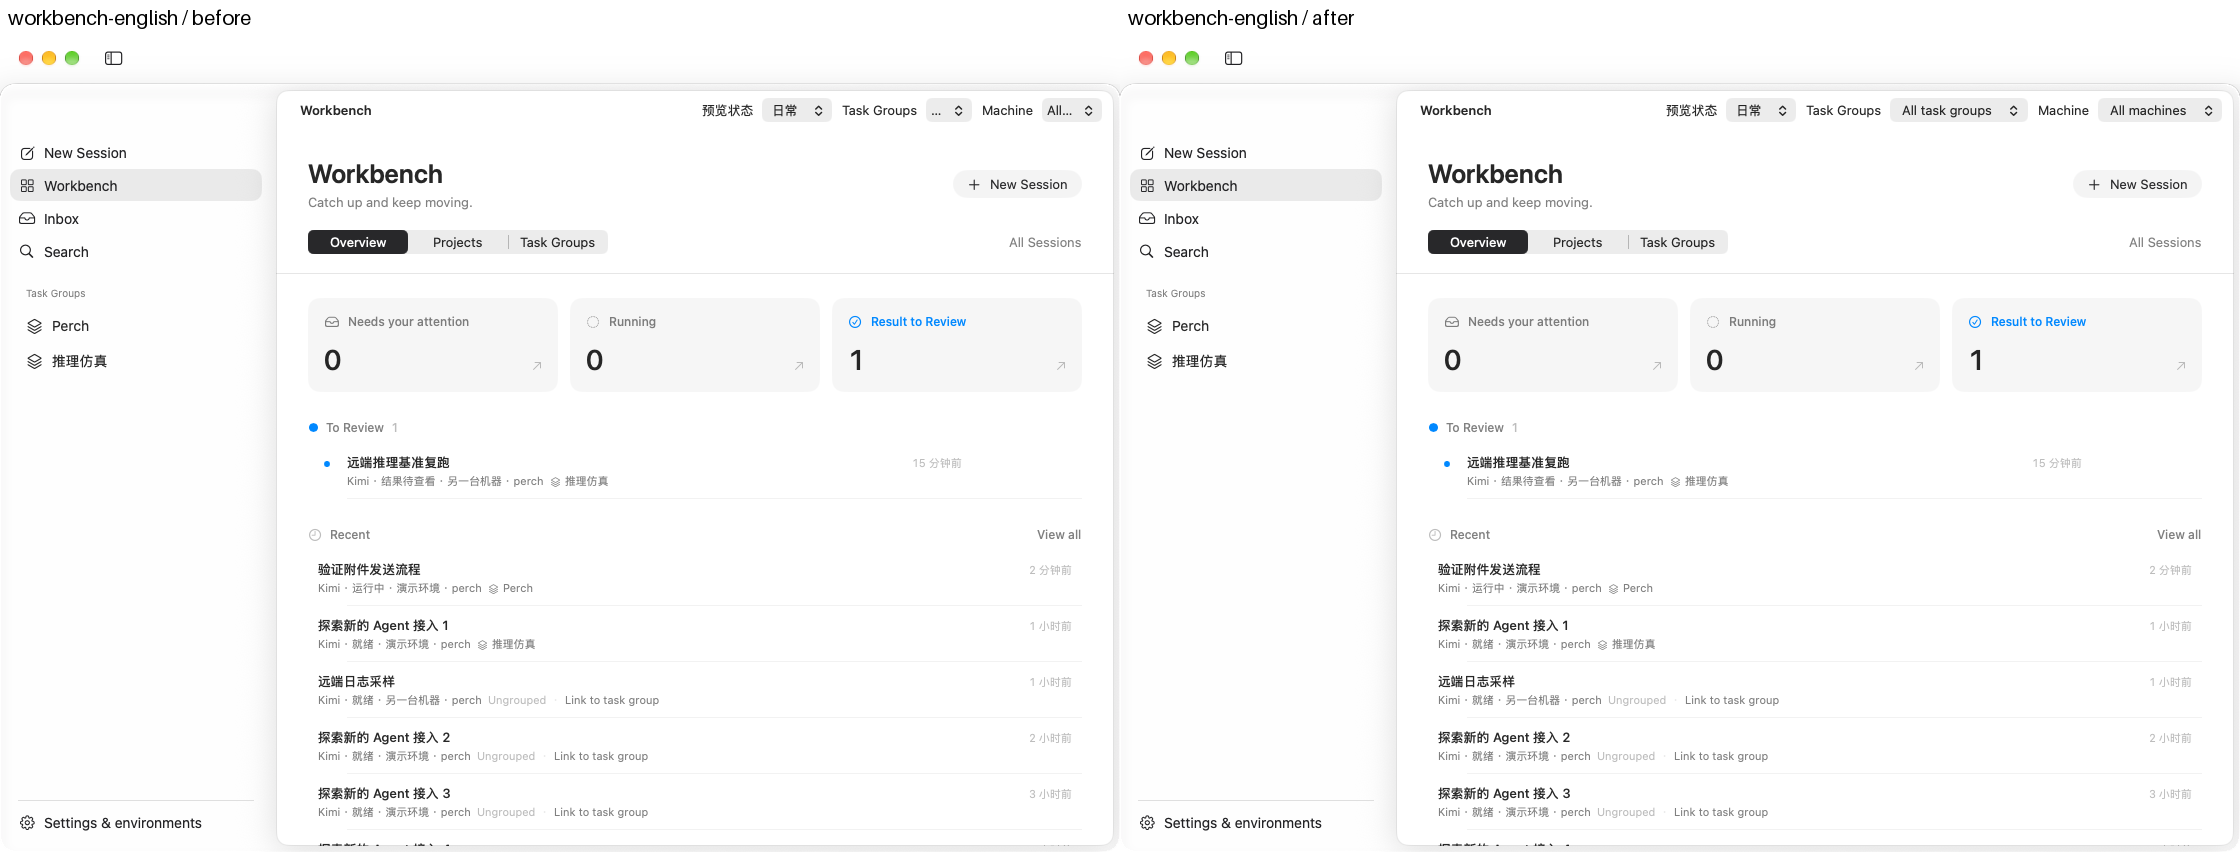 workbench-english / before
Workbench
预览状态 日常 Task Groups ... Machine All...
New Session
Workbench
Inbox
Search
Task Groups
Perch
推理仿真
Settings & environments
Workbench
Catch up and keep moving.
New Session
Overview Projects Task Groups
All Sessions
Needs your attention
0
Running
0
Result to Review
1
To Review 1
远端推理基准复跑
15 分钟前
Kimi · 结果待查看 · 另一台机器 · perch 推理仿真
Recent
View all
验证附件发送流程
2 分钟前
Kimi · 运行中 · 演示环境 · perch Perch
探索新的 Agent 接入 1
1 小时前
Kimi · 就绪 · 演示环境 · perch 推理仿真
远端日志采样
1 小时前
Kimi · 就绪 · 另一台机器 · perch Ungrouped · Link to task group
探索新的 Agent 接入 2
2 小时前
Kimi · 就绪 · 演示环境 · perch Ungrouped · Link to task group
探索新的 Agent 接入 3
3 小时前
Kimi · 就绪 · 演示环境 · perch Ungrouped · Link to task group
workbench-english / after
Workbench
预览状态 日常 Task Groups All task groups Machine All machines
New Session
Workbench
Inbox
Search
Task Groups
Perch
推理仿真
Settings & environments
Workbench
Catch up and keep moving.
New Session
Overview Projects Task Groups
All Sessions
Needs your attention
0
Running
0
Result to Review
1
To Review 1
远端推理基准复跑
15 分钟前
Kimi · 结果待查看 · 另一台机器 · perch 推理仿真
Recent
View all
验证附件发送流程
2 分钟前
Kimi · 运行中 · 演示环境 · perch Perch
探索新的 Agent 接入 1
1 小时前
Kimi · 就绪 · 演示环境 · perch 推理仿真
远端日志采样
1 小时前
Kimi · 就绪 · 另一台机器 · perch Ungrouped · Link to task group
探索新的 Agent 接入 2
2 小时前
Kimi · 就绪 · 演示环境 · perch Ungrouped · Link to task group
探索新的 Agent 接入 3
3 小时前
Kimi · 就绪 · 演示环境 · perch Ungrouped · Link to task group